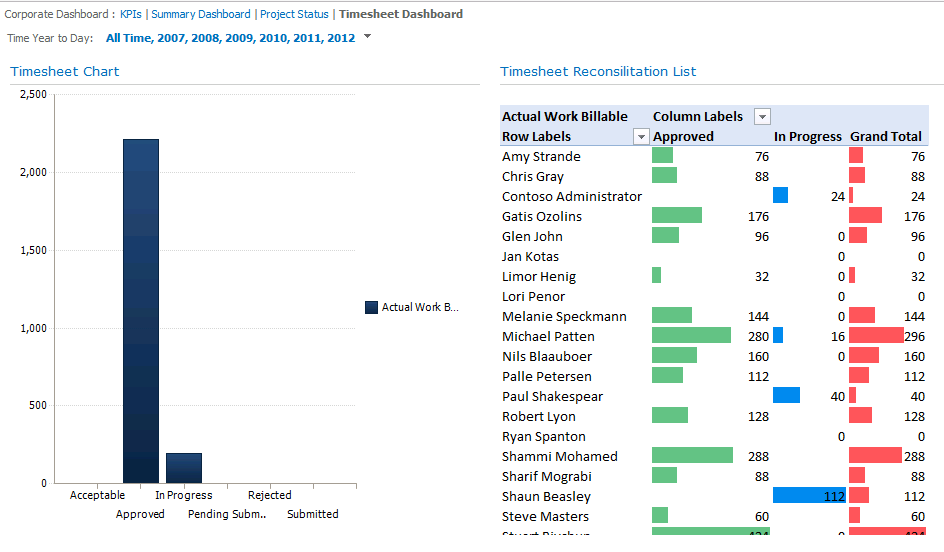 Corporate Dashboard : KPIs | Summary Dashboard | Project Status | Timesheet Dashboard
Time Year to Day: All Time, 2007, 2008, 2009, 2010, 2011, 2012
Timesheet Chart
2,500
2,000
1,500
1,000
500
0
Acceptable In Progress Rejected
Approved Pending Subm.. Submitted
Actual Work B...
Timesheet Reconsilitation List
Actual Work Billable Column Labels
Row Labels Approved In Progress Grand Total
Amy Strande 76 76
Chris Gray 88 88
Contoso Administrator 24 24
Gatis Ozolins 176 176
Glen John 96 0 96
Jan Kotas 0 0
Limor Henig 32 0 32
Lori Penor 0 0
Melanie Speckmann 144 0 144
Michael Patten 280 16 296
Nils Blaauboer 160 0 160
Palle Petersen 112 112
Paul Shakespear 40 40
Robert Lyon 128 128
Ryan Spanton 0 0
Shammi Mohamed 288 288
Sharif Mograbi 88 88
Shaun Beasley 112 112
Steve Masters 60 60